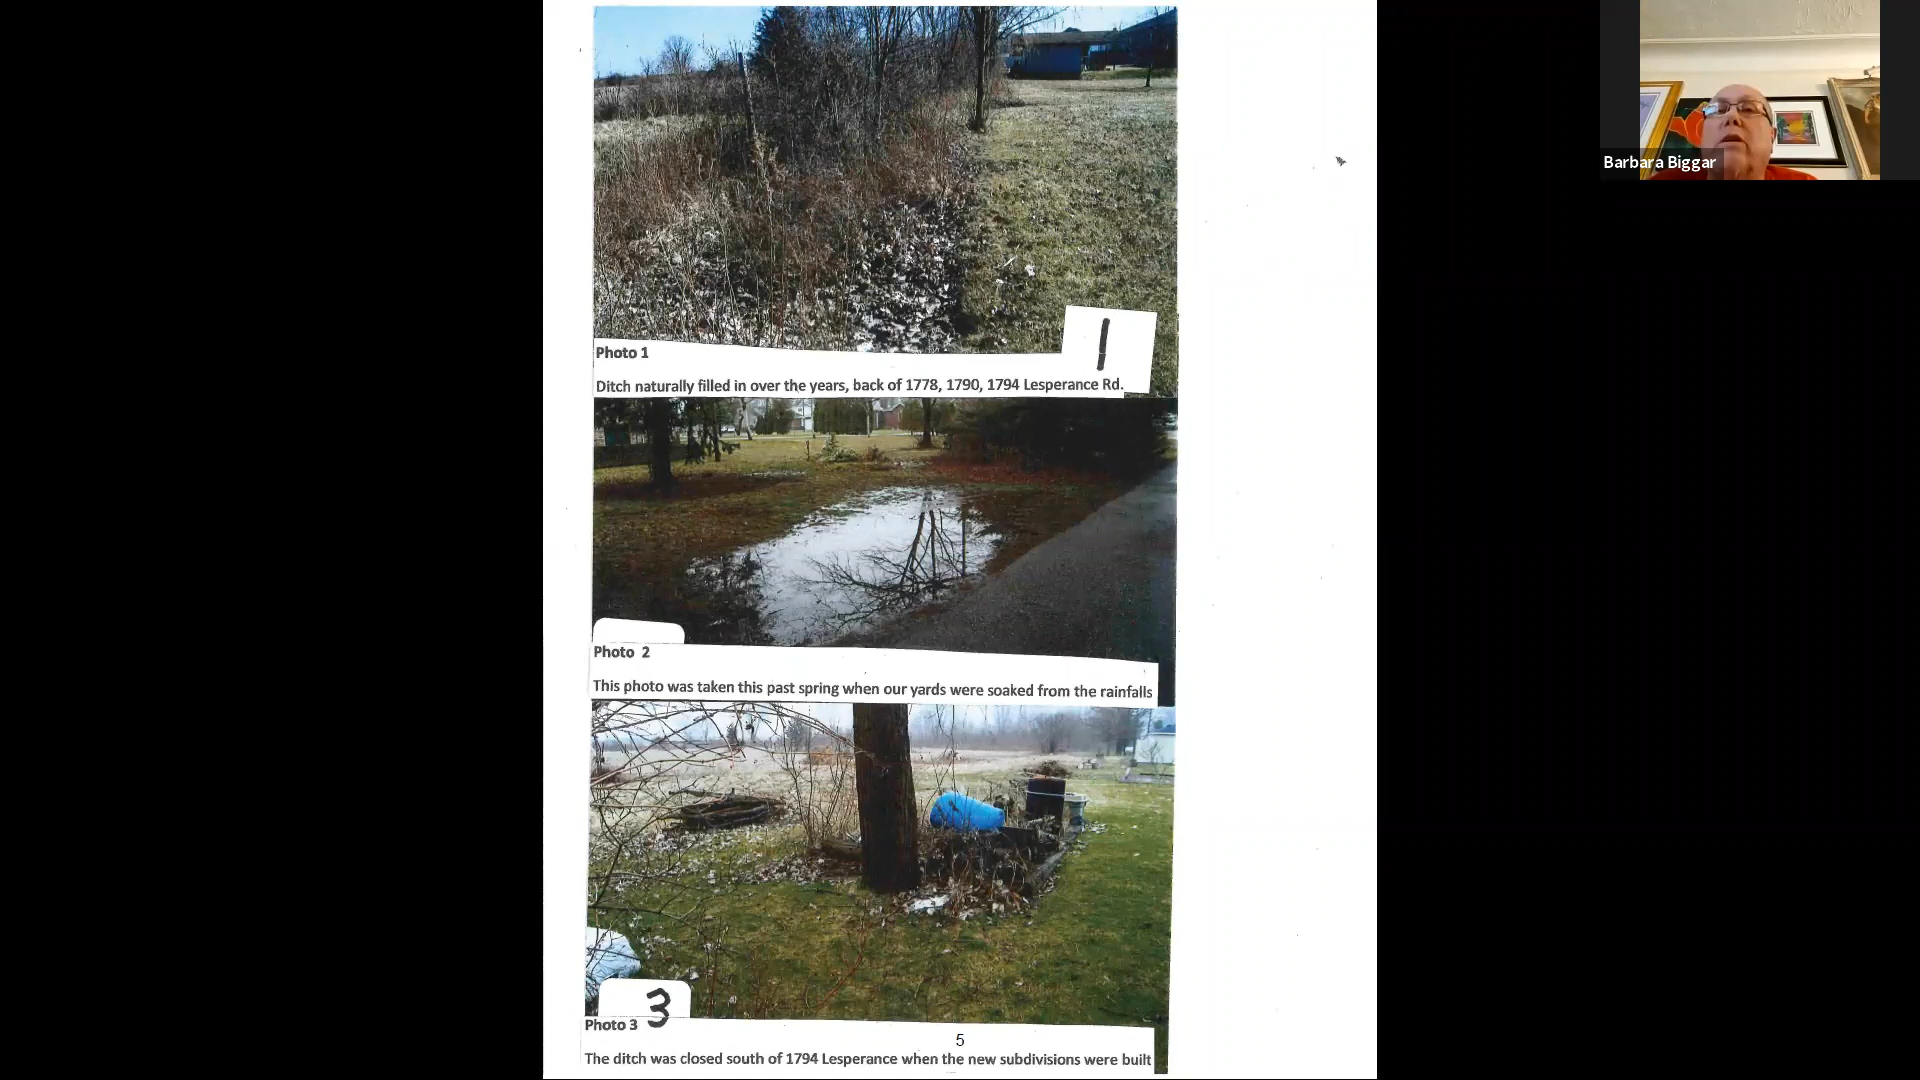 Barbara Biggar
1
Photo 1
Ditch naturally filled in over the years, back of 1778, 1790, 1794 Lesperance Rd.
Photo 2
This photo was taken this past spring when our yards were soaked from the rainfalls
3
Photo 3
5
The ditch was closed south of 1794 Lesperance when the new subdivisions were built